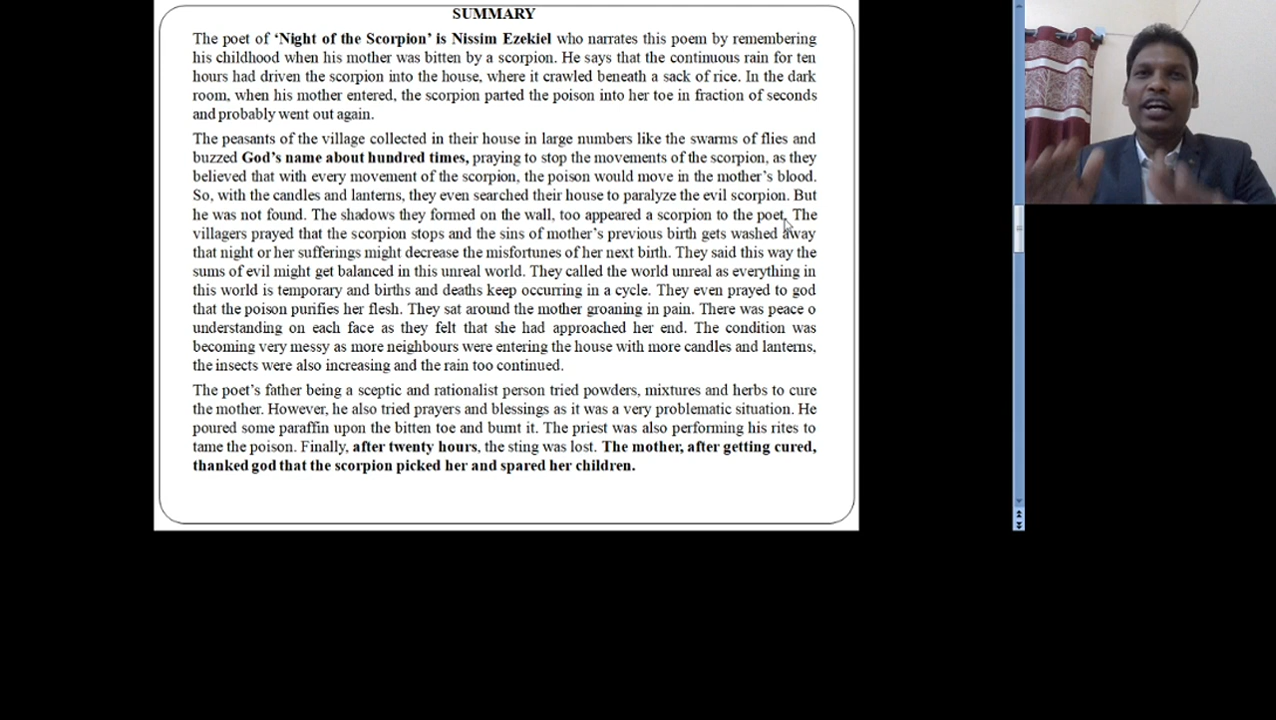 SUMMARY
The poet of ‘Night of the Scorpion’ is Nissim Ezekiel who narrates this poem by remembering
his childhood when his mother was bitten by a scorpion. He says that the continuous rain for ten
hours had driven the scorpion into the house, where it crawled beneath a sack of rice. In the dark
room, when his mother entered, the scorpion parted the poison into her toe in fraction of seconds
and probably went out again.
The peasants of the village collected in their house in large numbers like the swarms of flies and
buzzed God’s name about hundred times, praying to stop the movements of the scorpion, as they
believed that with every movement of the scorpion, the poison would move in the mother’s blood.
So, with the candles and lanterns, they even searched their house to paralyze the evil scorpion. But
he was not found. The shadows they formed on the wall, too appeared a scorpion to the poet. The
villagers prayed that the scorpion stops and the sins of mother’s previous birth gets washed away
that night or her sufferings might decrease the misfortunes of her next birth. They said this way the
sums of evil might get balanced in this unreal world. They called the world unreal as everything in
this world is temporary and births and deaths keep occurring in a cycle. They even prayed to god
that the poison purifies her flesh. They sat around the mother groaning in pain. There was peace o
understanding on each face as they felt that she had approached her end. The condition was
becoming very messy as more neighbours were entering the house with more candles and lanterns,
the insects were also increasing and the rain too continued.
The poet’s father being a sceptic and rationalist person tried powders, mixtures and herbs to cure
the mother. However, he also tried prayers and blessings as it was a very problematic situation. He
poured some paraffin upon the bitten toe and burnt it. The priest was also performing his rites to
tame the poison. Finally, after twenty hours, the sting was lost. The mother, after getting cured,
thanked god that the scorpion picked her and spared her children.